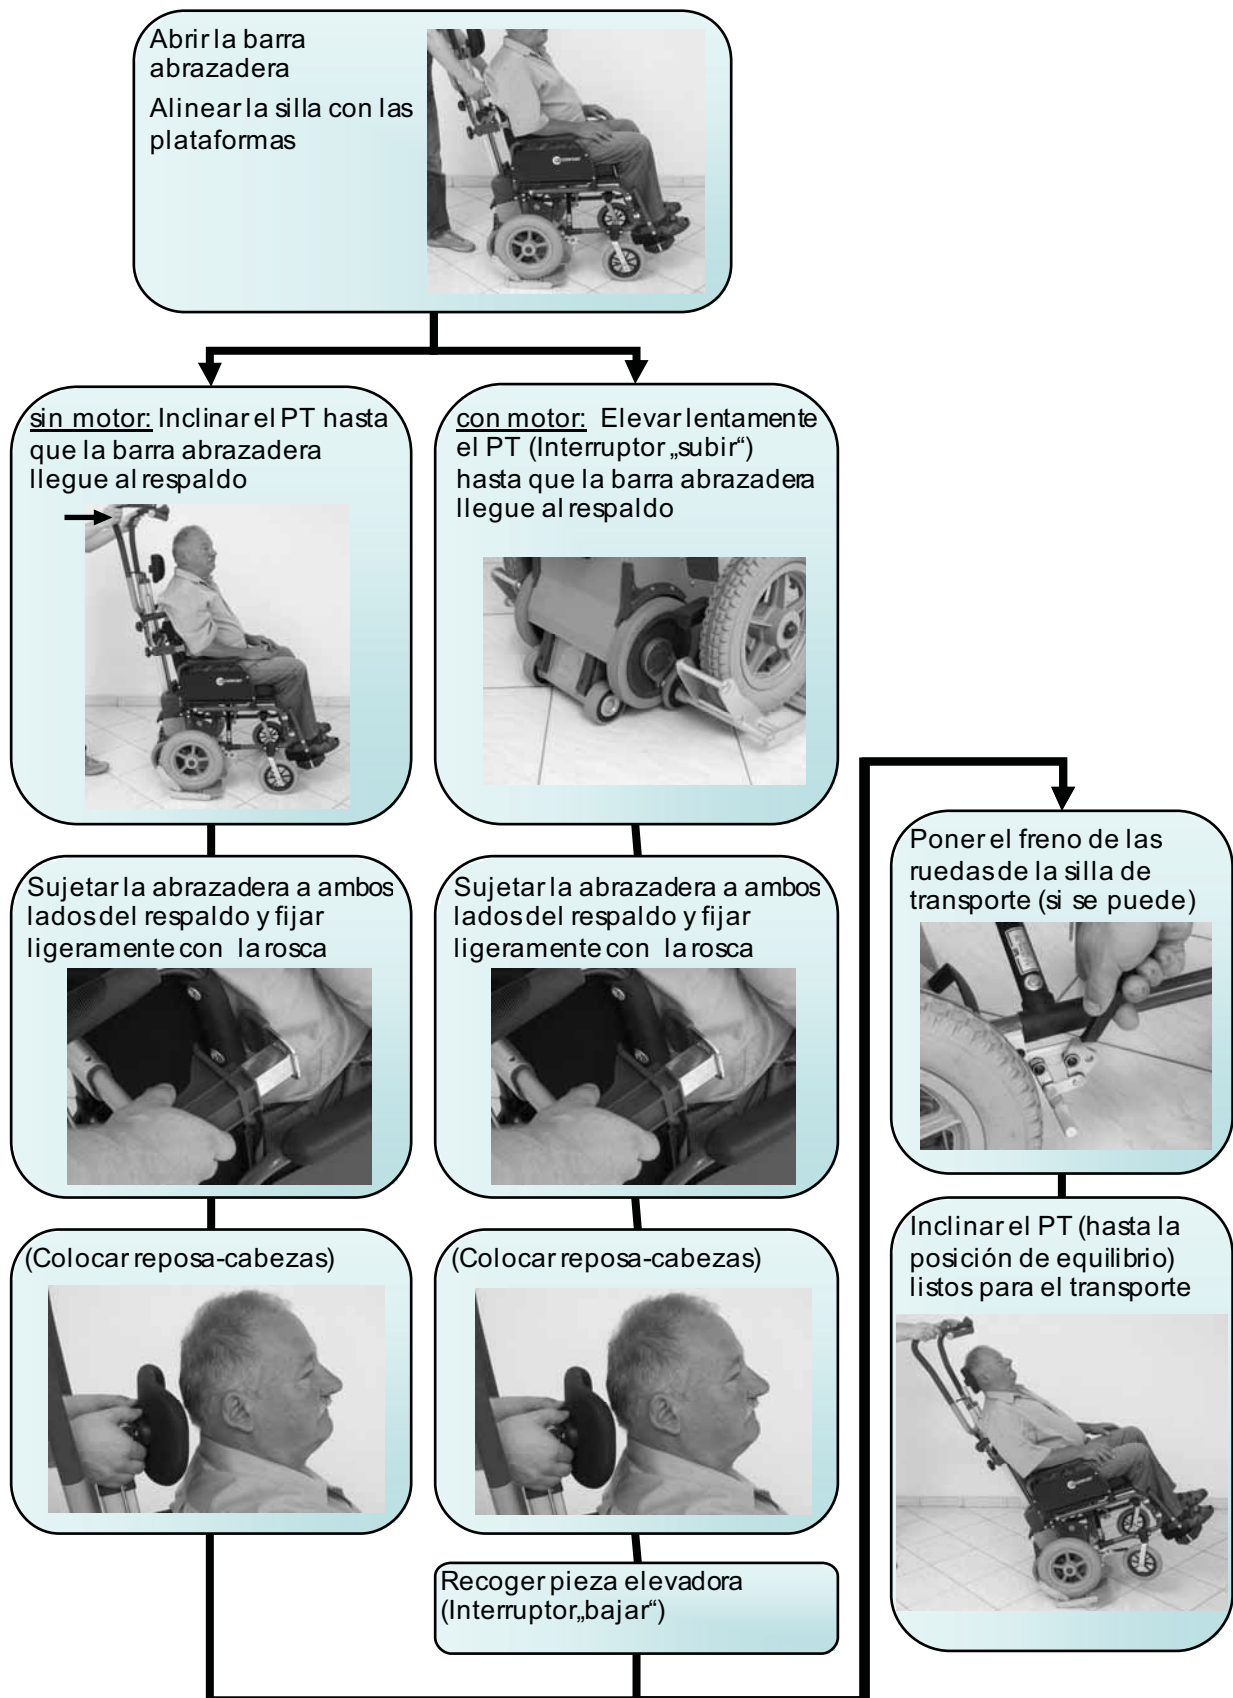 Abrir la barra
abrazadera
Alinear la silla con las
plataformas
sin motor: Inclinar el PT hasta
que la barra abrazadera
llegue al respaldo
con motor: Elevar lentamente
el PT (Interruptor „subir“)
hasta que la barra abrazadera
llegue al respaldo
Sujetar la abrazadera a ambos
lados del respaldo y fijar
ligeramente con la rosca
Sujetar la abrazadera a ambos
lados del respaldo y fijar
ligeramente con la rosca
(Colocar reposa-cabezas)
(Colocar reposa-cabezas)
Recoger pieza elevadora
(Interruptor „bajar“)
Poner el freno de las
ruedas de la silla de
transporte (si se puede)
Inclinar el PT (hasta la
posición de equilibrio)
listos para el transporte